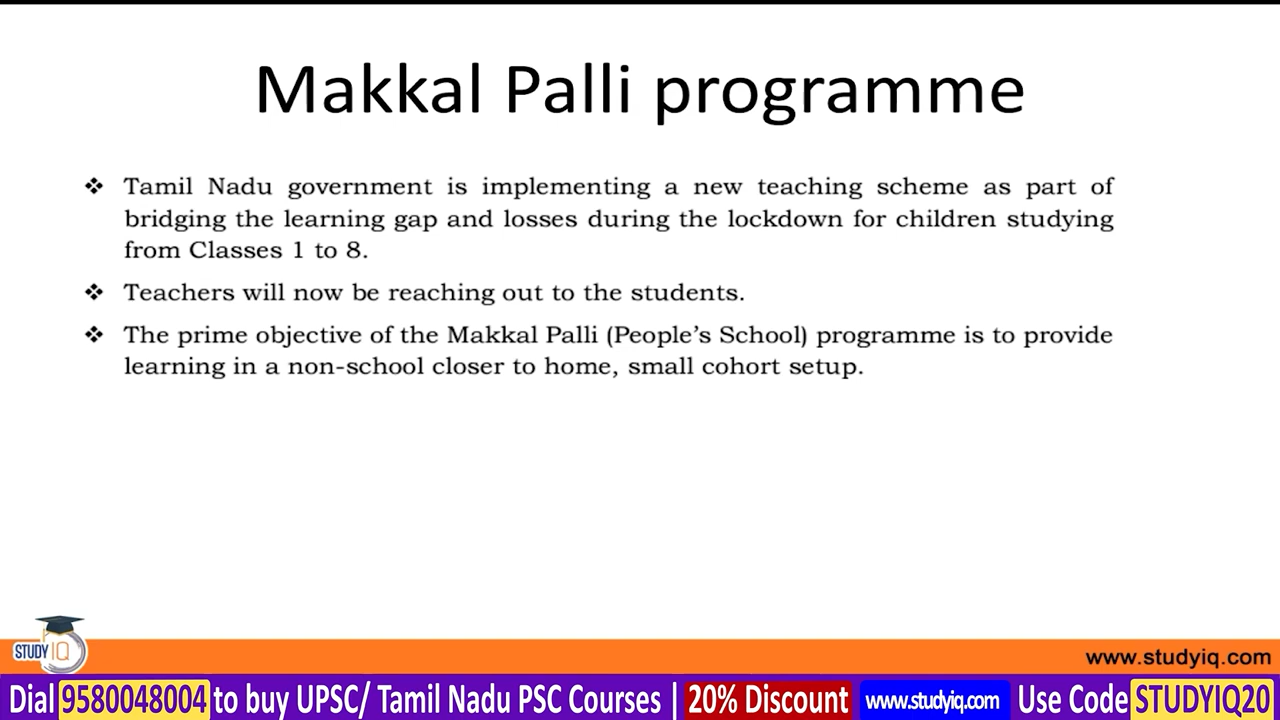 Makkal Palli programme
❖ Tamil Nadu government is implementing a new teaching scheme as part of
bridging the learning gap and losses during the lockdown for children studying
from Classes 1 to 8.
❖ Teachers will now be reaching out to the students.
❖ The prime objective of the Makkal Palli (People’s School) programme is to provide
learning in a non-school closer to home, small cohort setup.
STUDY IQ
www.studyiq.com
Dial 9580048004 to buy UPSC/ Tamil Nadu PSC Courses | 20% Discount www.studyiq.com Use Code STUDYIQ20